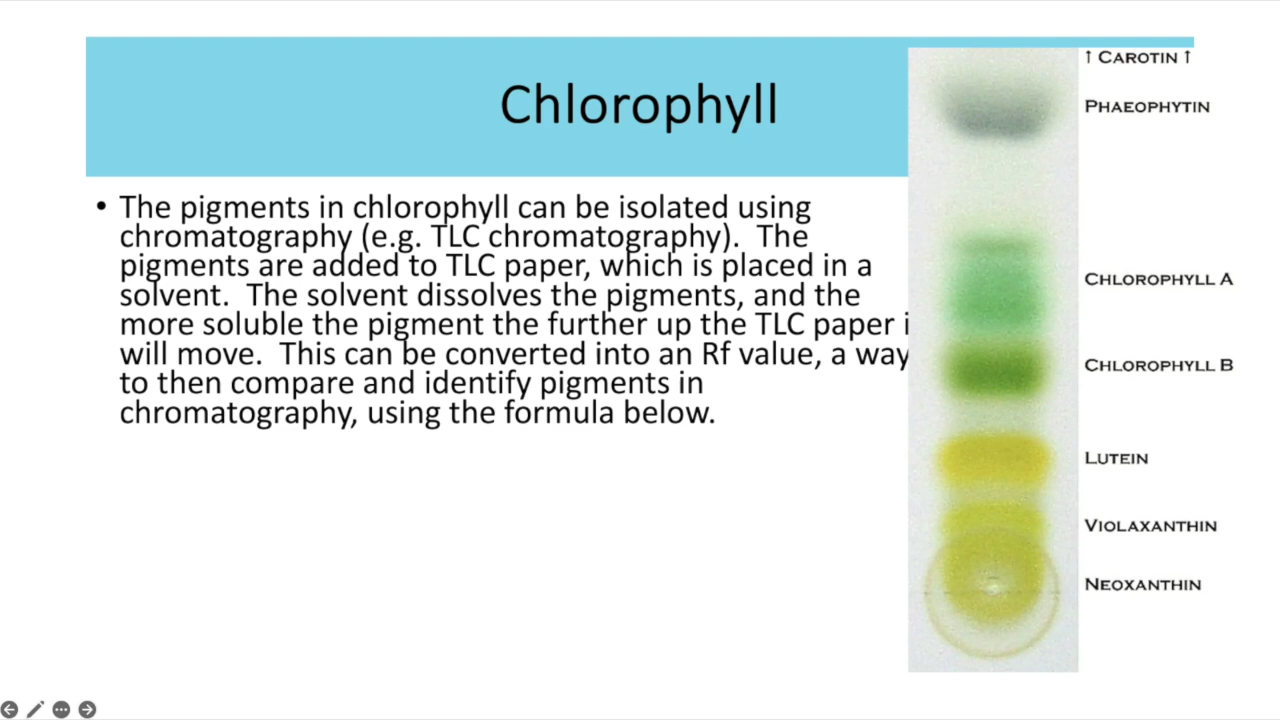 Chlorophyll
• The pigments in chlorophyll can be isolated using
chromatography (e.g. TLC chromatography). The
pigments are added to TLC paper, which is placed in a
solvent. The solvent dissolves the pigments, and the
more soluble the pigment the further up the TLC paper i
will move. This can be converted into an Rf value, a way
to then compare and identify pigments in
chromatography, using the formula below.
↑ CAROTIN ↑
PHAEOPHYTIN
CHLOROPHYLL A
CHLOROPHYLL B
LUTEIN
VIOLAXANTHIN
NEOXANTHIN